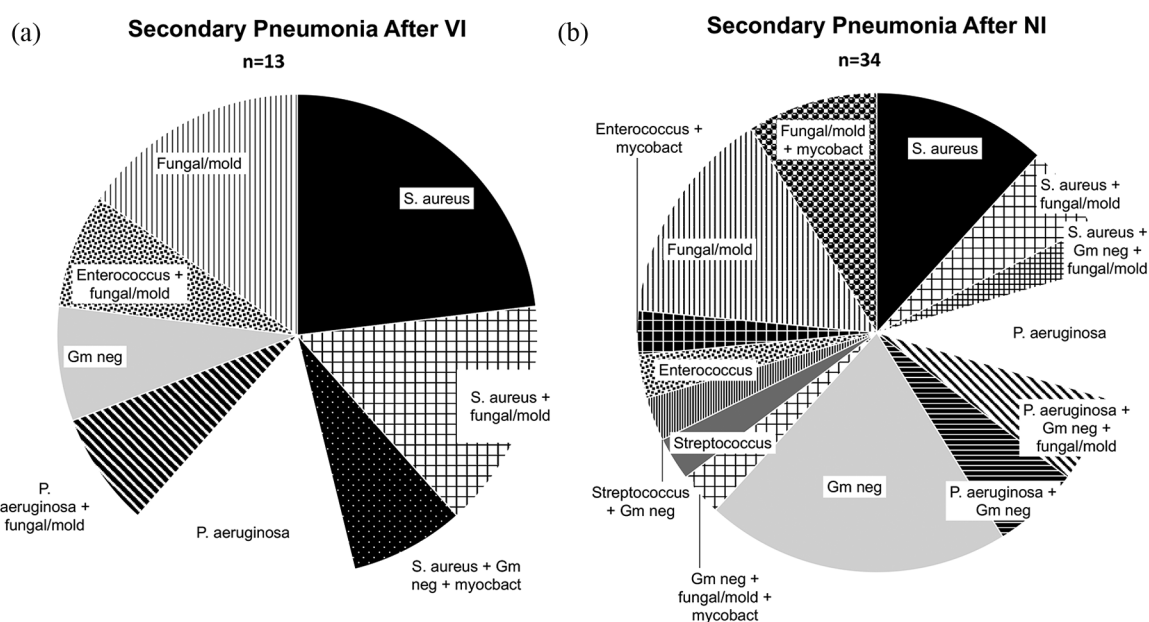 (a)
Secondary Pneumonia After VI
n=13
Fungal/mold
S. aureus
Enterococcus +
fungal/mold
Gm neg
S. aureus +
fungal/mold
P.
aeruginosa +
fungal/mold
P. aeruginosa
S. aureus + Gm
neg + myocbact
(b)
Secondary Pneumonia After NI
n=34
Enterococcus +
mycobact
Fungal/mold
+ mycobact
S. aureus
S. aureus +
fungal/mold
S. aureus +
Gm neg +
fungal/mold
Fungal/mold
P. aeruginosa
Enterococcus
P. aeruginosa +
Gm neg +
fungal/mold
Streptococcus
Gm neg
P. aeruginosa +
Gm neg
Streptococcus
+ Gm neg
Gm neg +
fungal/mold +
mycobact